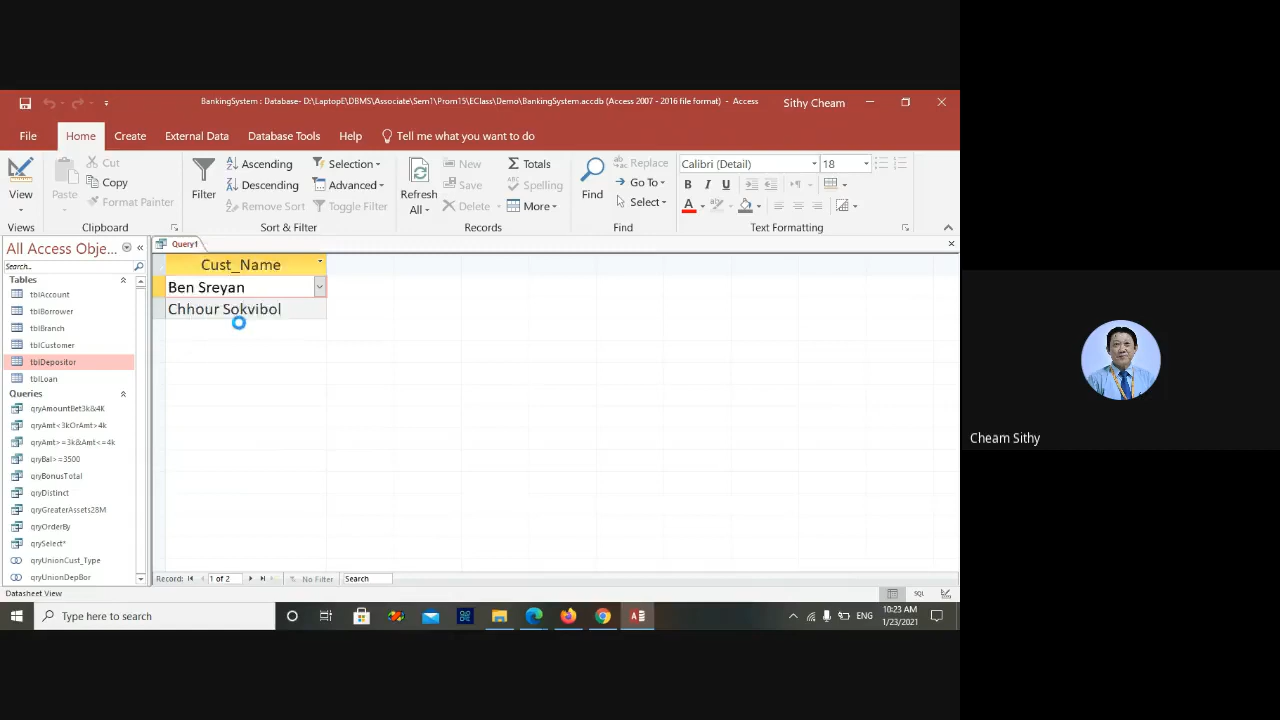 BankingSystem : Database- D:\LaptopE\DBMS\Associate\Sem1\Prom15\EClass\Demo\BankingSystem.accdb (Access 2007 - 2016 file format) - Access
Sithy Cheam
File Home Create External Data Database Tools Help Tell me what you want to do
View
Views
Paste
Cut
Copy
Format Painter
Clipboard
Filter
Ascending
Descending
Remove Sort
Selection
Advanced
Toggle Filter
Sort & Filter
Refresh
All
New
Save
Delete
Totals
Spelling
More
Records
Find
Replace
Go To
Select
Find
Calibri (Detail) 18
B I U
A
Text Formatting
All Access Obje...
Search...
Tables
tblAccount
tblBorrower
tblBranch
tblCustomer
tblDepositor
tblLoan
Queries
qryAmountBet3k&4K
qryAmt<3kOrAmt>4k
qryAmt>=3k&Amt<=4k
qryBal>=3500
qryBonusTotal
qryDistinct
qryGreaterAssets28M
qryOrderBy
qrySelect*
qryUnionCust_Type
qryUnionDepBor
Query1
Cust_Name
Ben Sreyan
Chhour Sokvibol
Record: 1 of 2 No Filter Search
Datasheet View
SQL
Type here to search
ENG
10:23 AM
1/23/2021
Cheam Sithy